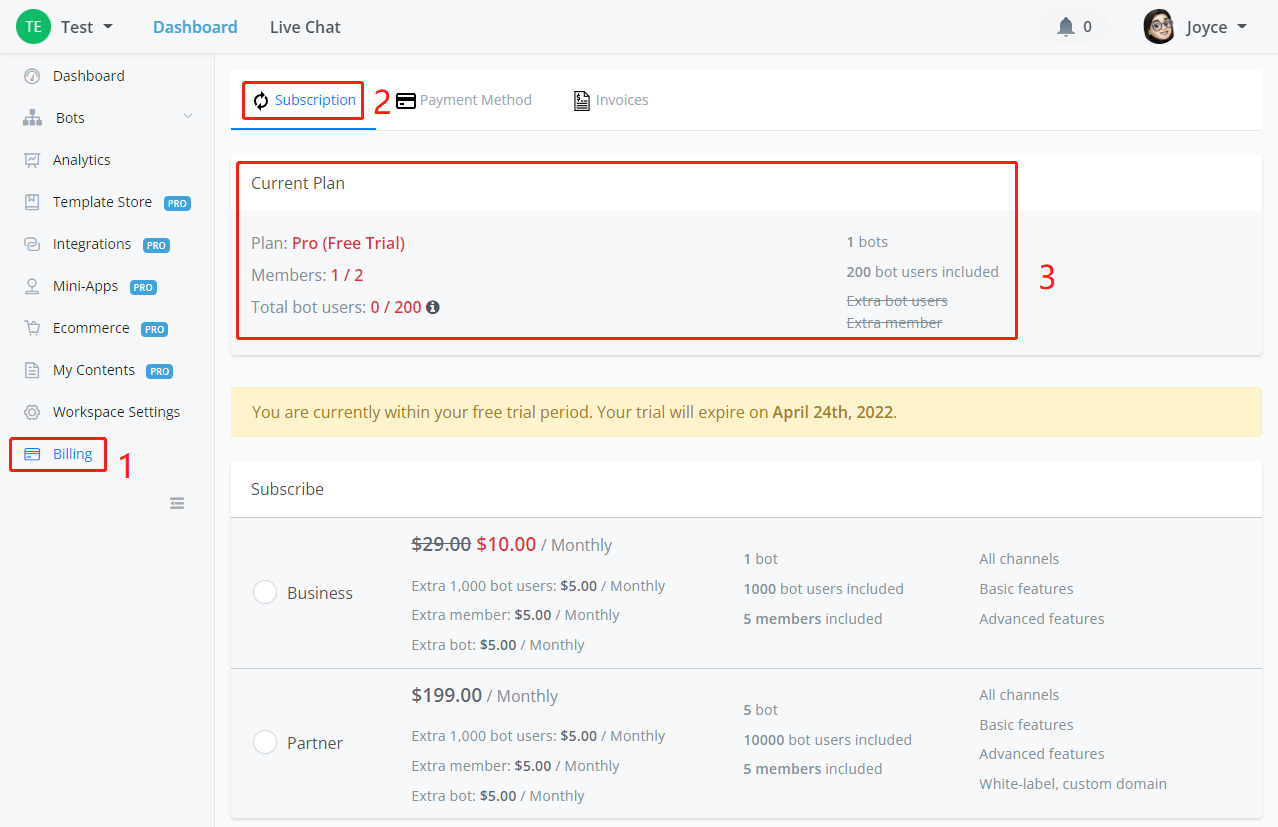 TE Test Dashboard Live Chat 0 Joyce
Dashboard
Bots
Analytics
Template Store PRO
Integrations PRO
Mini-Apps PRO
Ecommerce PRO
My Contents PRO
Workspace Settings
Billing 1
Subscription 2 Payment Method Invoices
Current Plan
Plan: Pro (Free Trial)
Members: 1 / 2
Total bot users: 0 / 200
1 bots
200 bot users included
Extra bot users
Extra member
3
You are currently within your free trial period. Your trial will expire on April 24th, 2022.
Subscribe
Business
$29.00 $10.00 / Monthly
Extra 1,000 bot users: $5.00 / Monthly
Extra member: $5.00 / Monthly
Extra bot: $5.00 / Monthly
1 bot
1000 bot users included
5 members included
All channels
Basic features
Advanced features
Partner
$199.00 / Monthly
Extra 1,000 bot users: $5.00 / Monthly
Extra member: $5.00 / Monthly
Extra bot: $5.00 / Monthly
5 bot
10000 bot users included
5 members included
All channels
Basic features
Advanced features
White-label, custom domain